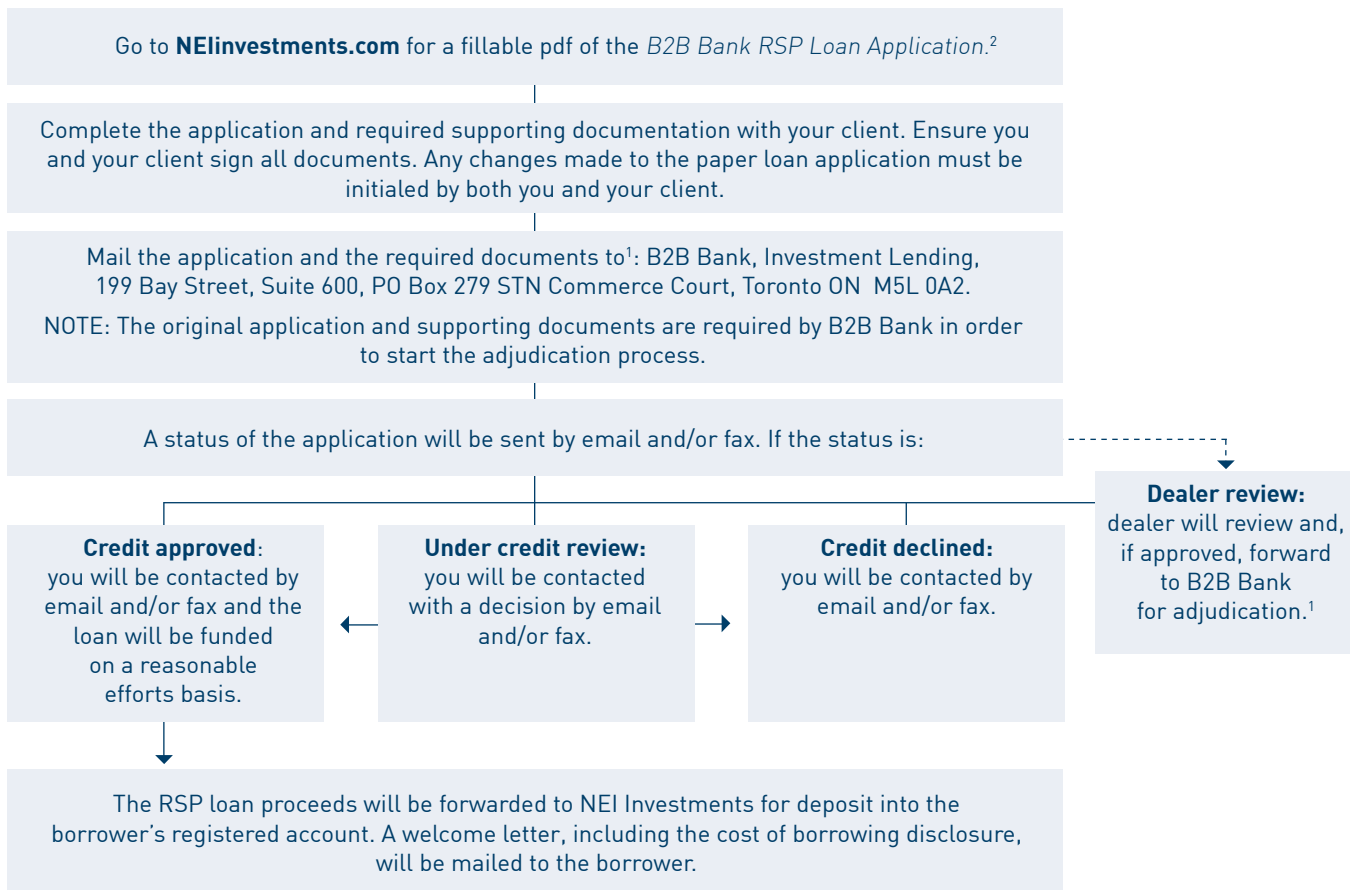 Go to NEIinvestments.com for a fillable pdf of the B2B Bank RSP Loan Application.²
Complete the application and required supporting documentation with your client. Ensure you
and your client sign all documents. Any changes made to the paper loan application must be
initialed by both you and your client.
Mail the application and the required documents to¹: B2B Bank, Investment Lending,
199 Bay Street, Suite 600, PO Box 279 STN Commerce Court, Toronto ON M5L 0A2.
NOTE: The original application and supporting documents are required by B2B Bank in order
to start the adjudication process.
A status of the application will be sent by email and/or fax. If the status is:
Credit approved:
you will be contacted by
email and/or fax and the
loan will be funded
on a reasonable
efforts basis.
Under credit review:
you will be contacted
with a decision by email
and/or fax.
Credit declined:
you will be contacted by
email and/or fax.
Dealer review:
dealer will review and,
if approved, forward
to B2B Bank
for adjudication.¹
The RSP loan proceeds will be forwarded to NEI Investments for deposit into the
borrower’s registered account. A welcome letter, including the cost of borrowing disclosure,
will be mailed to the borrower.